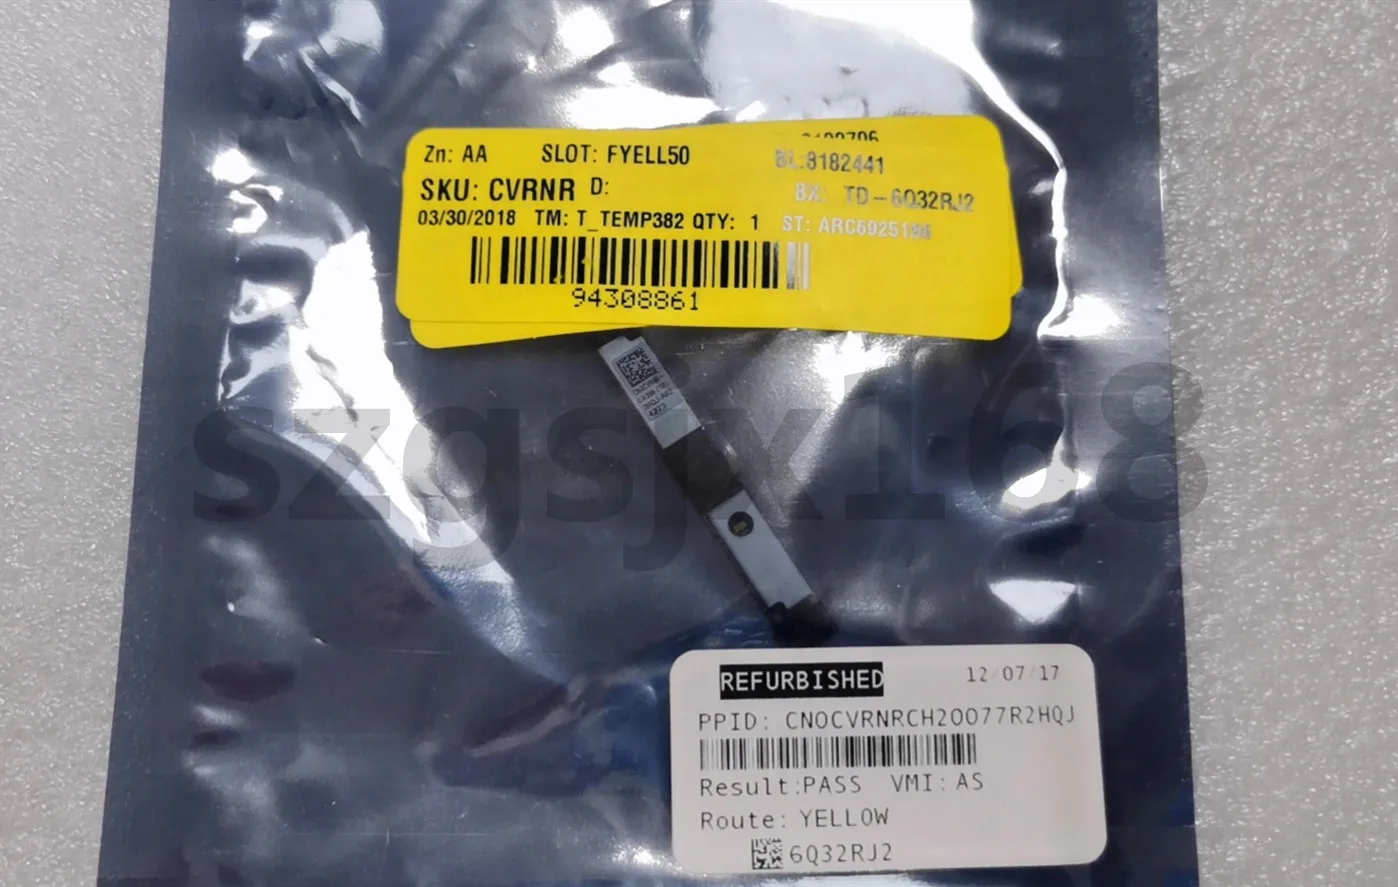 Zn: AA SLOT: FYELL50 BL:8182441
SKU: CVRNR D: BX: TD-6Q32RJ2
03/30/2018 TM: T_TEMP382 QTY: 1 ST:
94308861
szgsjx168
REFURBISHED 12/07/17
PPID: CN0CVRNRCH20077R2HQJ
Result:PASS VMI: AS
Route: YELLOW
6Q32RJ2